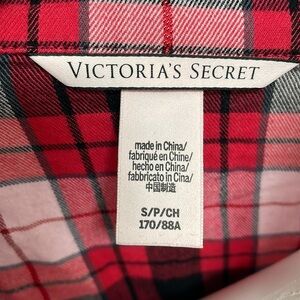 VICTORIA'S SECRET
made in China/
fabriqué en Chine/
hecho en China/
fabbricato in Cina/
中国制造
S/P/CH
170/88A